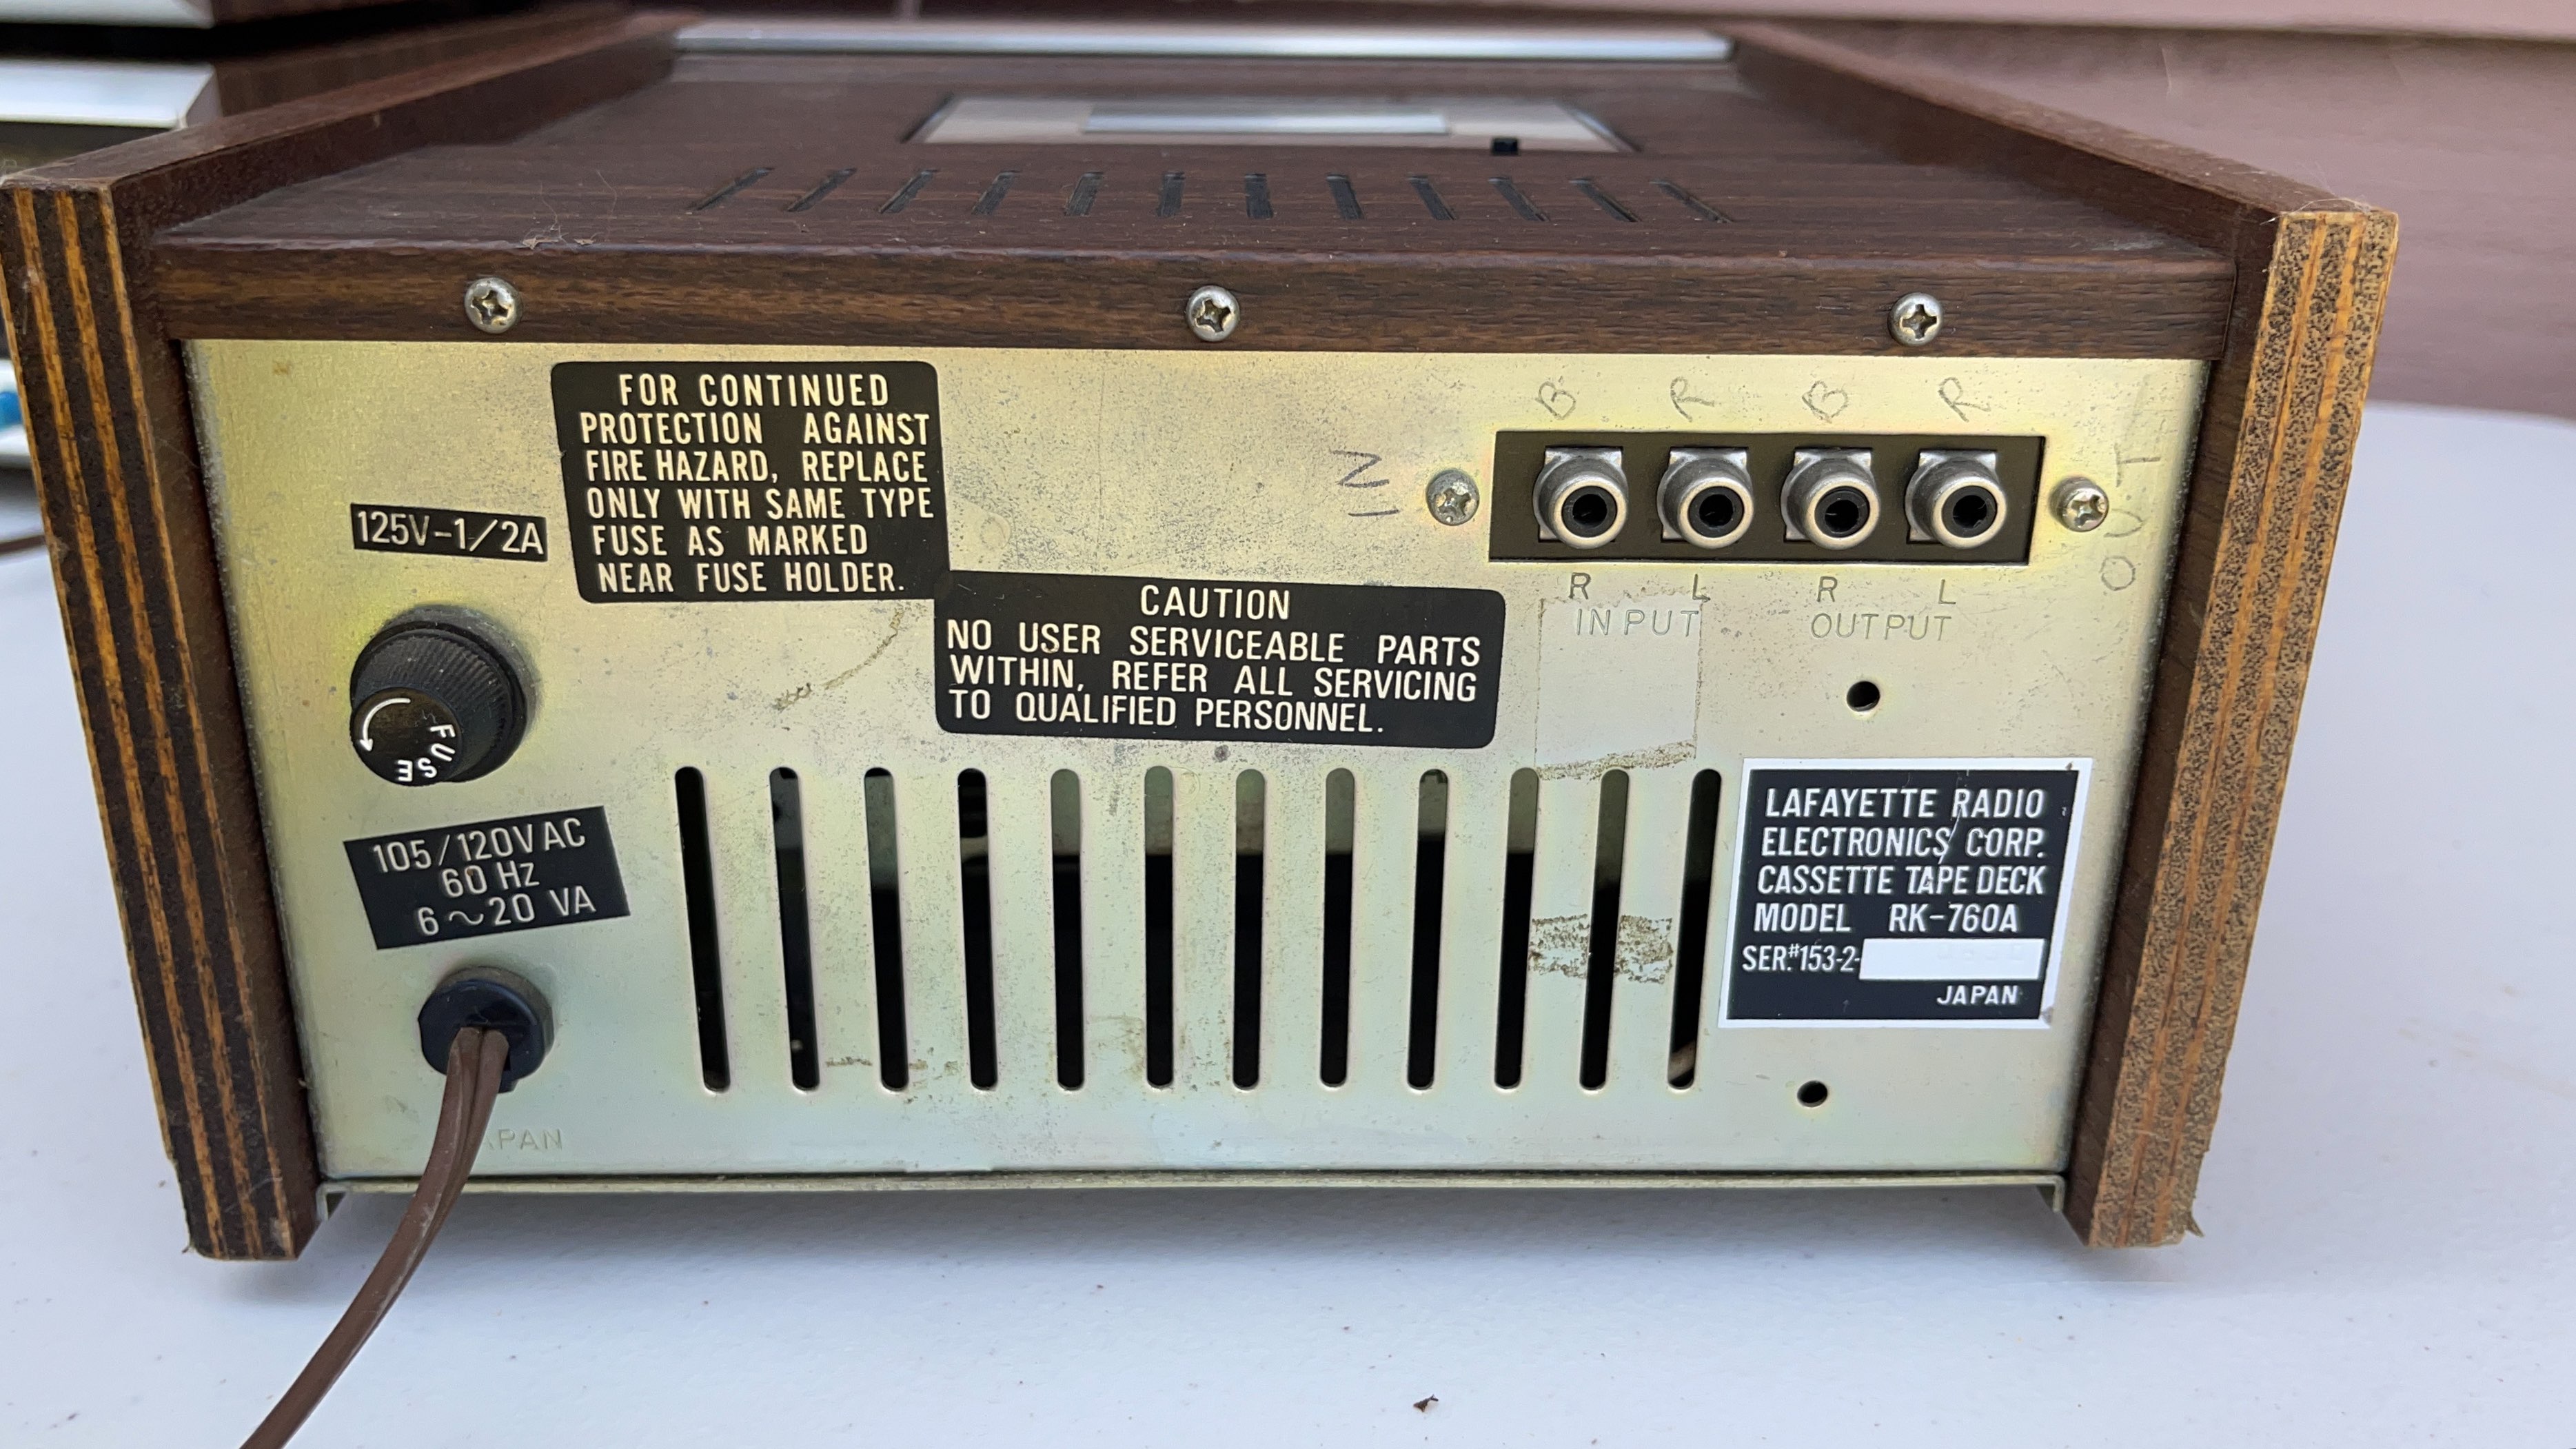 FOR CONTINUED
PROTECTION AGAINST
FIRE HAZARD, REPLACE
ONLY WITH SAME TYPE
FUSE AS MARKED
NEAR FUSE HOLDER.
125V-1/2A
FUSE
105/120V AC
60 Hz
6~20 VA
CAUTION
NO USER SERVICEABLE PARTS
WITHIN, REFER ALL SERVICING
TO QUALIFIED PERSONNEL.
B R B R
IN
OUT
R L R L
INPUT OUTPUT
LAFAYETTE RADIO
ELECTRONICS CORP.
CASSETTE TAPE DECK
MODEL RK-760A
SER.#153-2-
JAPAN
APAN